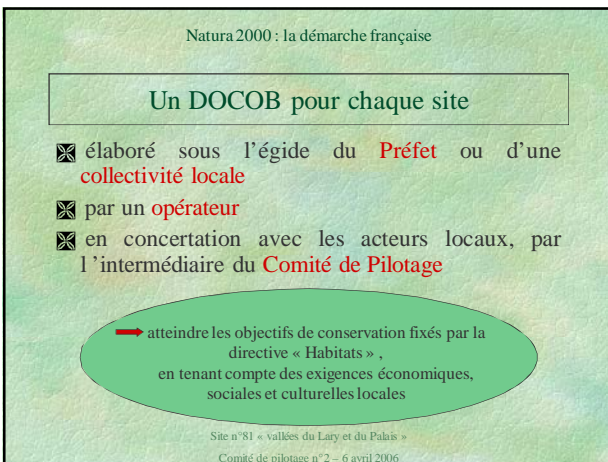 Natura 2000 : la démarche française
Un DOCOB pour chaque site
élaboré sous l'égide du Préfet ou d'une
collectivité locale
par un opérateur
en concertation avec les acteurs locaux, par
l 'intermédiaire du Comité de Pilotage
atteindre les objectifs de conservation fixés par la
directive « Habitats » ,
en tenant compte des exigences économiques,
sociales et culturelles locales
Site n°81 « vallées du Lary et du Palais »
Comité de pilotage n°2 – 6 avril 2006